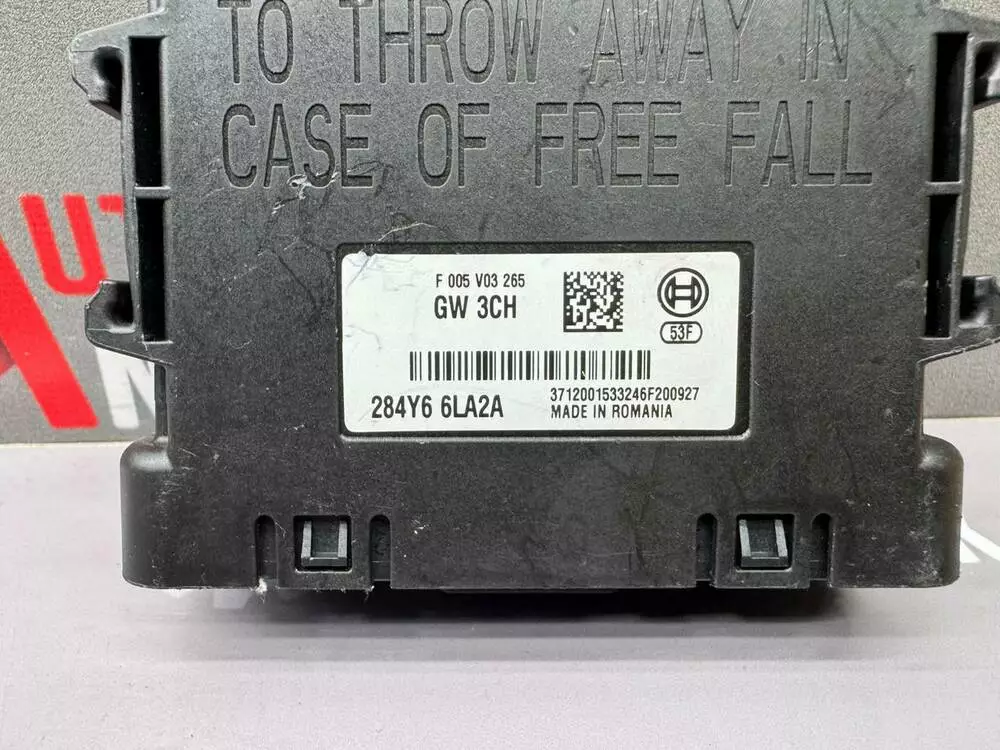 TO THROW AWAY IN
CASE OF FREE FALL
F 005 V03 265
GW 3CH
53F
284Y6 6LA2A
3712001533246F200927
MADE IN ROMANIA
AUT